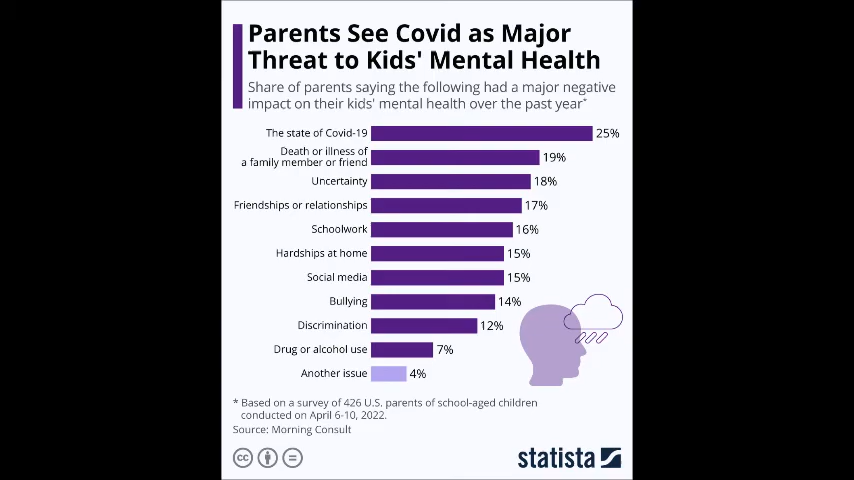 Parents See Covid as Major
Threat to Kids' Mental Health
Share of parents saying the following had a major negative
impact on their kids' mental health over the past year*
The state of Covid-19 25%
Death or illness of
a family member or friend 19%
Uncertainty 18%
Friendships or relationships 17%
Schoolwork 16%
Hardships at home 15%
Social media 15%
Bullying 14%
Discrimination 12%
Drug or alcohol use 7%
Another issue 4%
* Based on a survey of 426 U.S. parents of school-aged children
conducted on April 6-10, 2022.
Source: Morning Consult
cc
statista